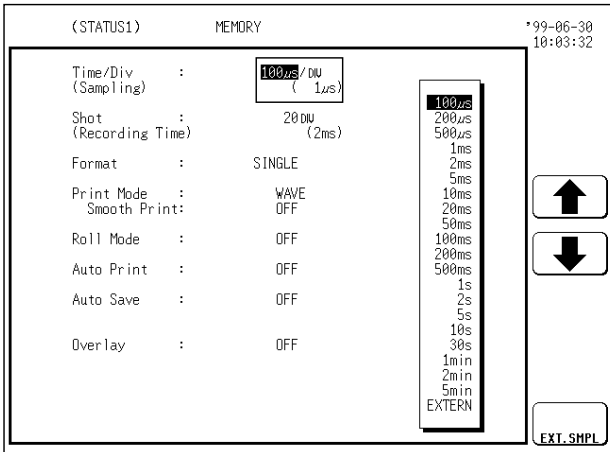 (STATUS1) MEMORY '99-06-30
10:03:32
Time/Div : 100µs/DIV
(Sampling) ( 1µs)
Shot : 20DIV
(Recording Time) (2ms)
Format : SINGLE
Print Mode : WAVE
Smooth Print: OFF
Roll Mode : OFF
Auto Print : OFF
Auto Save : OFF
Overlay : OFF
100µs
200µs
500µs
1ms
2ms
5ms
10ms
20ms
50ms
100ms
200ms
500ms
1s
2s
5s
10s
30s
1min
2min
5min
EXTERN
EXT.SMPL